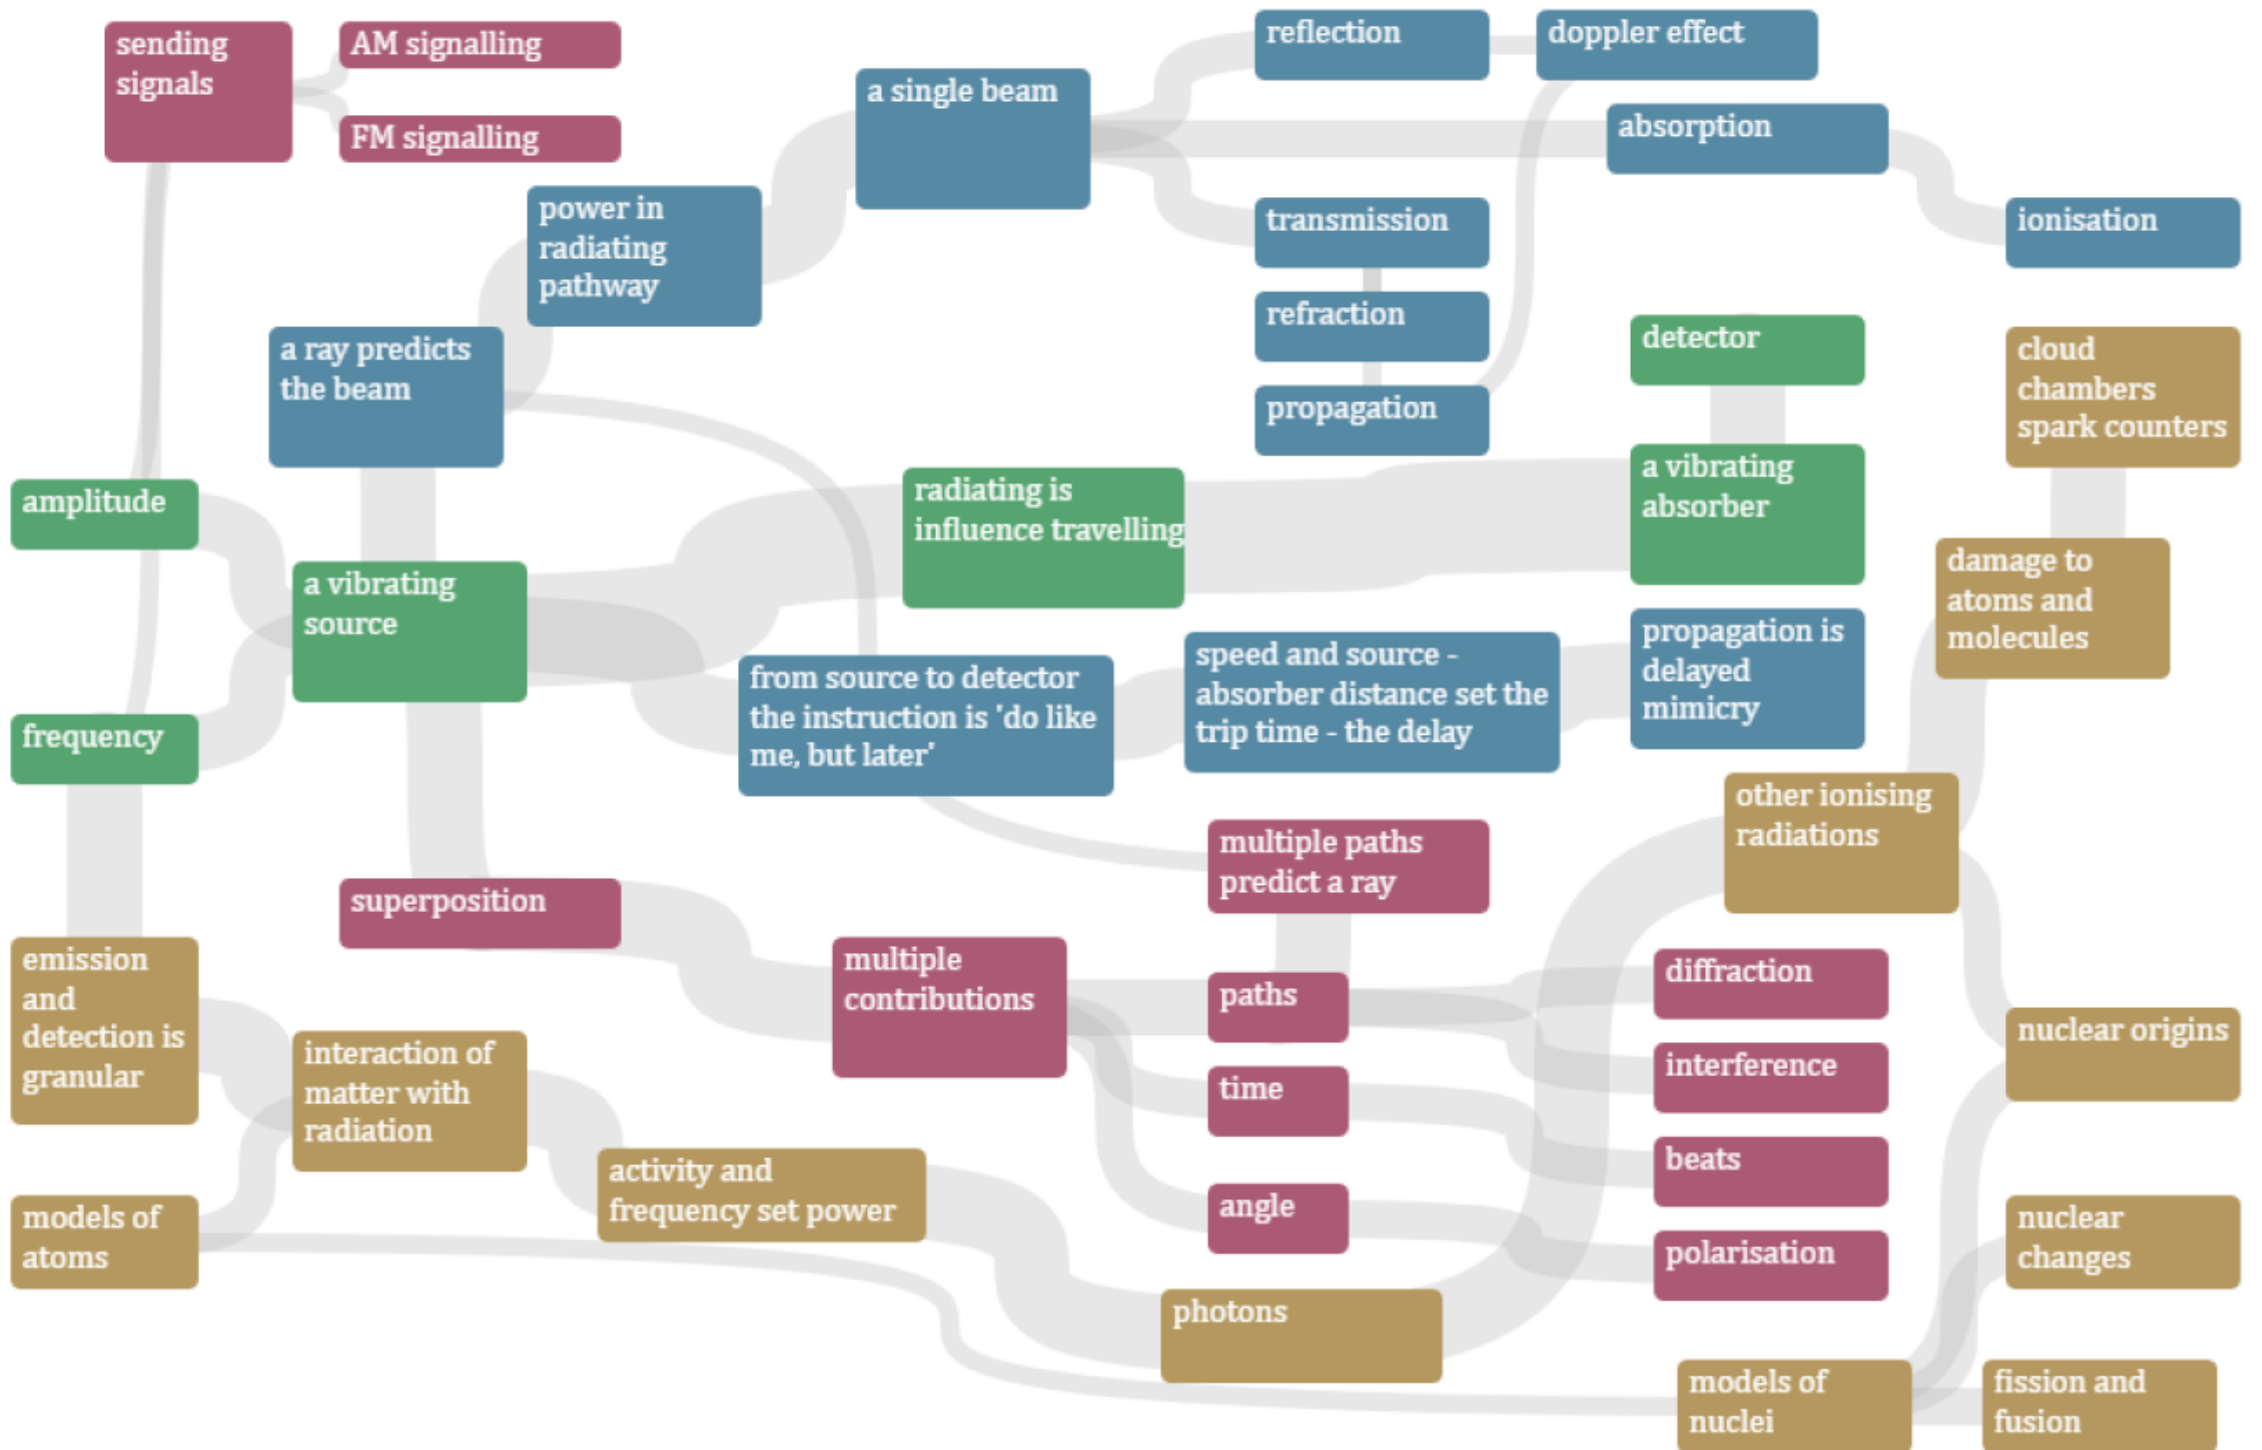 sending
signals
AM signalling
FM signalling
reflection
doppler effect
a single beam
absorption
power in
radiating
pathway
transmission
ionisation
refraction
propagation
a ray predicts
the beam
detector
cloud
chambers
spark counters
amplitude
radiating is
influence travelling
a vibrating
absorber
a vibrating
source
damage to
atoms and
molecules
from source to detector
the instruction is 'do like
me, but later'
speed and source -
absorber distance set the
trip time - the delay
propagation is
delayed
mimicry
frequency
other ionising
radiations
multiple paths
predict a ray
superposition
emission
and
detection is
granular
multiple
contributions
paths
diffraction
nuclear origins
interaction of
matter with
radiation
time
interference
activity and
frequency set power
beats
angle
models of
atoms
polarisation
nuclear
changes
photons
models of
nuclei
fission and
fusion